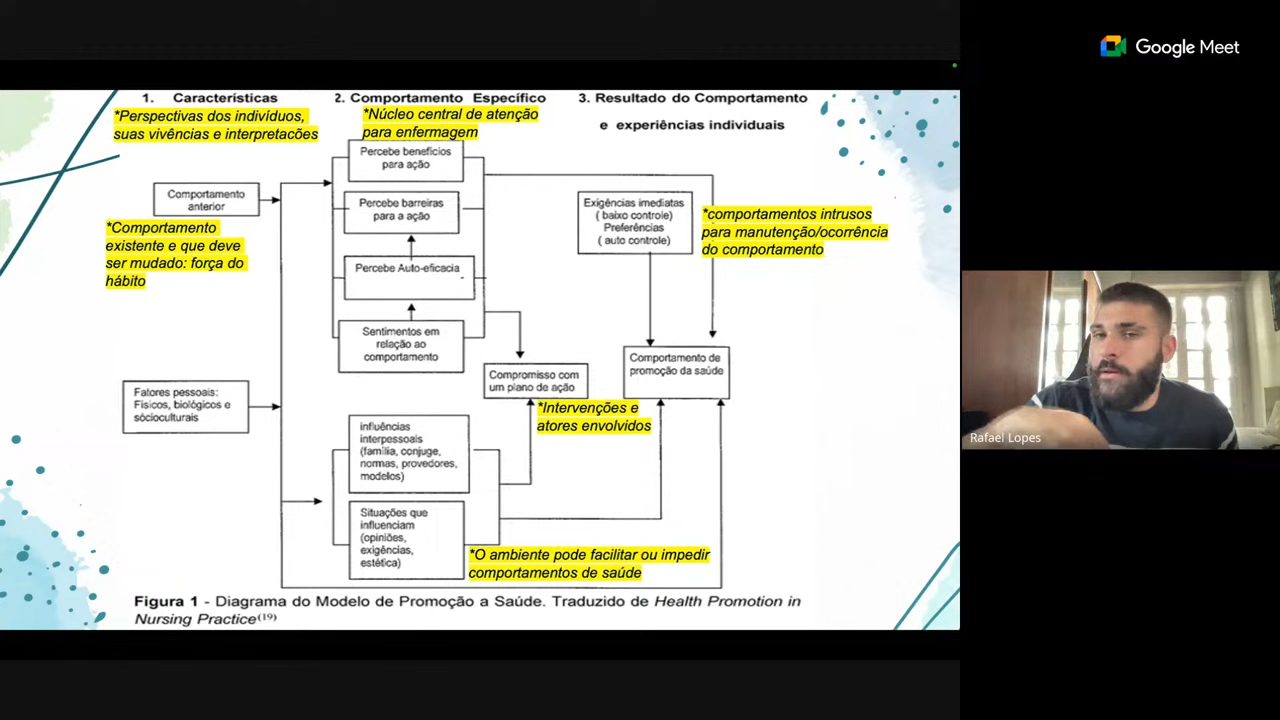 Google Meet
1. Características
*Perspectivas dos indivíduos,
suas vivências e interpretacões
2. Comportamento Específico
*Núcleo central de atenção
para enfermagem
3. Resultado do Comportamento
e experiências individuais
Percebe benefícios
para ação
Comportamento
anterior
*Comportamento
existente e que deve
ser mudado: força do
hábito
Percebe barreiras
para a ação
Percebe Auto-eficacia
Sentimentos em
relação ao
comportamento
Exigências imediatas
( baixo controle)
Preferências
( auto controle)
*comportamentos intrusos
para manutenção/ocorrência
do comportamento
Compromisso com
um plano de ação
*Intervenções e
atores envolvidos
Comportamento de
promoção da saúde
Fatores pessoais:
Físicos, biológicos e
sócioculturais
influências
interpessoais
(família, conjuge,
normas, provedores,
modelos)
Situações que
influenciam
(opiniões,
exigências,
estética)
*O ambiente pode facilitar ou impedir
comportamentos de saúde
Figura 1 - Diagrama do Modelo de Promoção a Saúde. Traduzido de Health Promotion in
Nursing Practice(19)
Rafael Lopes